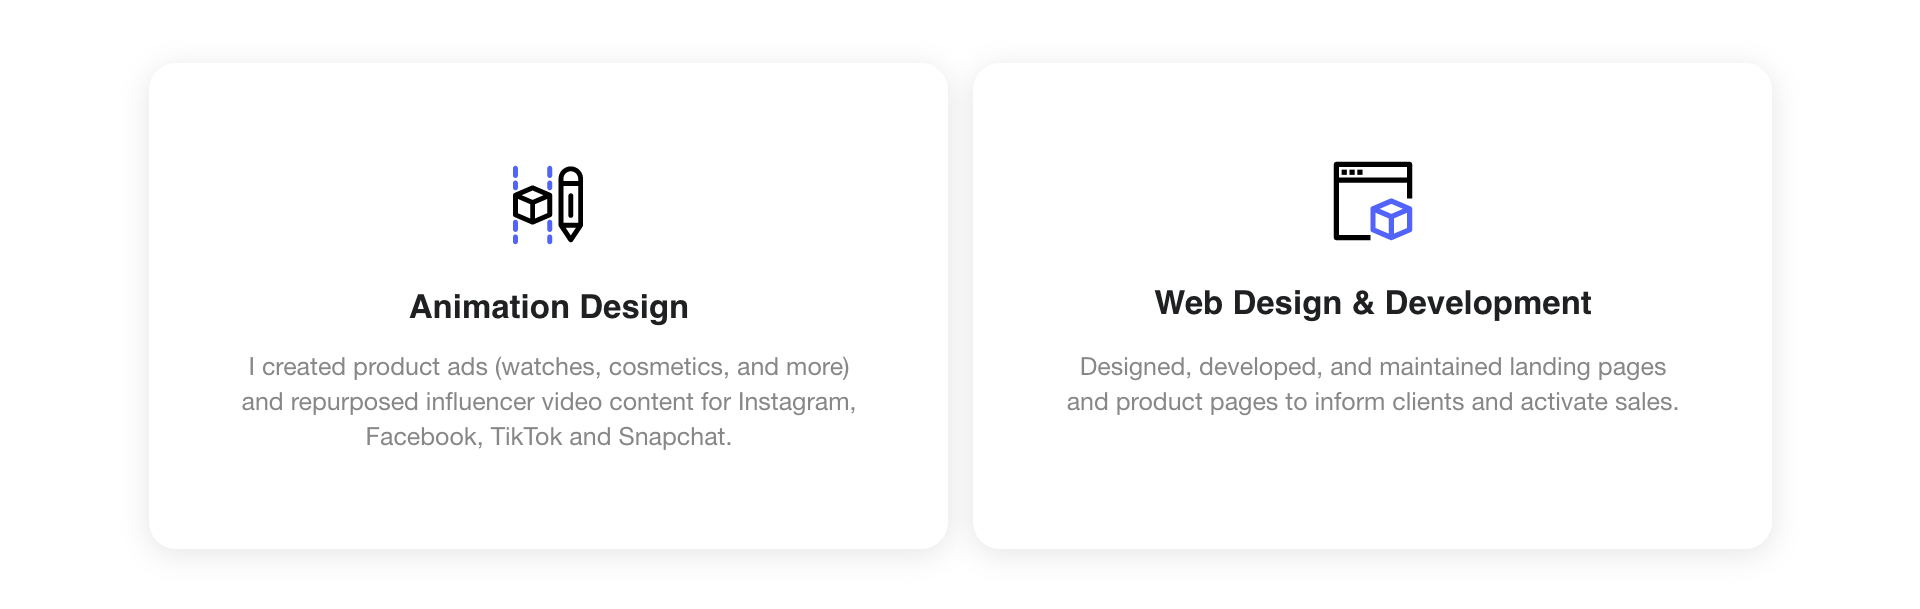 Animation Design
I created product ads (watches, cosmetics, and more)
and repurposed influencer video content for Instagram,
Facebook, TikTok and Snapchat.
Web Design & Development
Designed, developed, and maintained landing pages
and product pages to inform clients and activate sales.